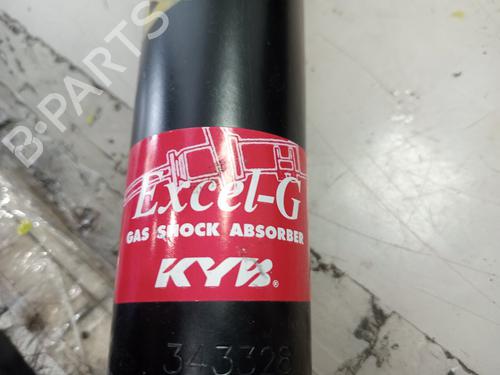 Excel-G
GAS SHOCK ABSORBER
KYB®
343328
B-PARTS